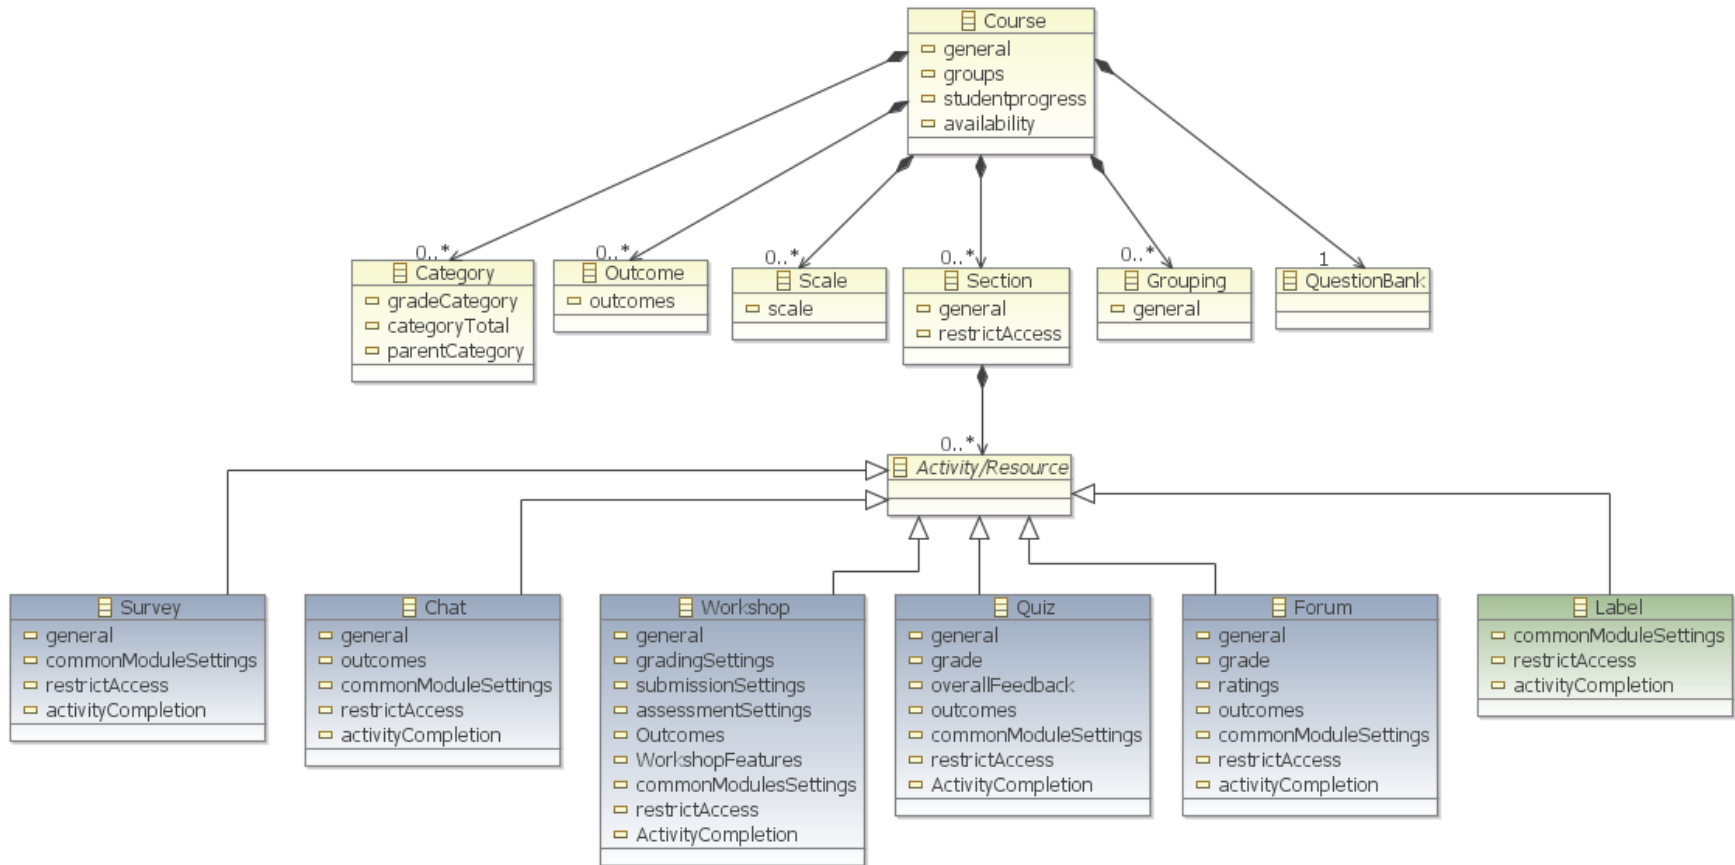 Course
general
groups
studentprogress
availability
0..*
0..*
0..*
0..*
0..*
1
Category
gradeCategory
categoryTotal
parentCategory
Outcome
outcomes
Scale
scale
Section
general
restrictAccess
Grouping
general
QuestionBank
0..*
Activity/Resource
Survey
general
commonModuleSettings
restrictAccess
activityCompletion
Chat
general
outcomes
commonModuleSettings
restrictAccess
activityCompletion
Workshop
general
gradingSettings
submissionSettings
assessmentSettings
Outcomes
WorkshopFeatures
commonModulesSettings
restrictAccess
ActivityCompletion
Quiz
general
grade
overallFeedback
outcomes
commonModuleSettings
restrictAccess
ActivityCompletion
Forum
general
grade
ratings
outcomes
commonModuleSettings
restrictAccess
activityCompletion
Label
commonModuleSettings
restrictAccess
activityCompletion